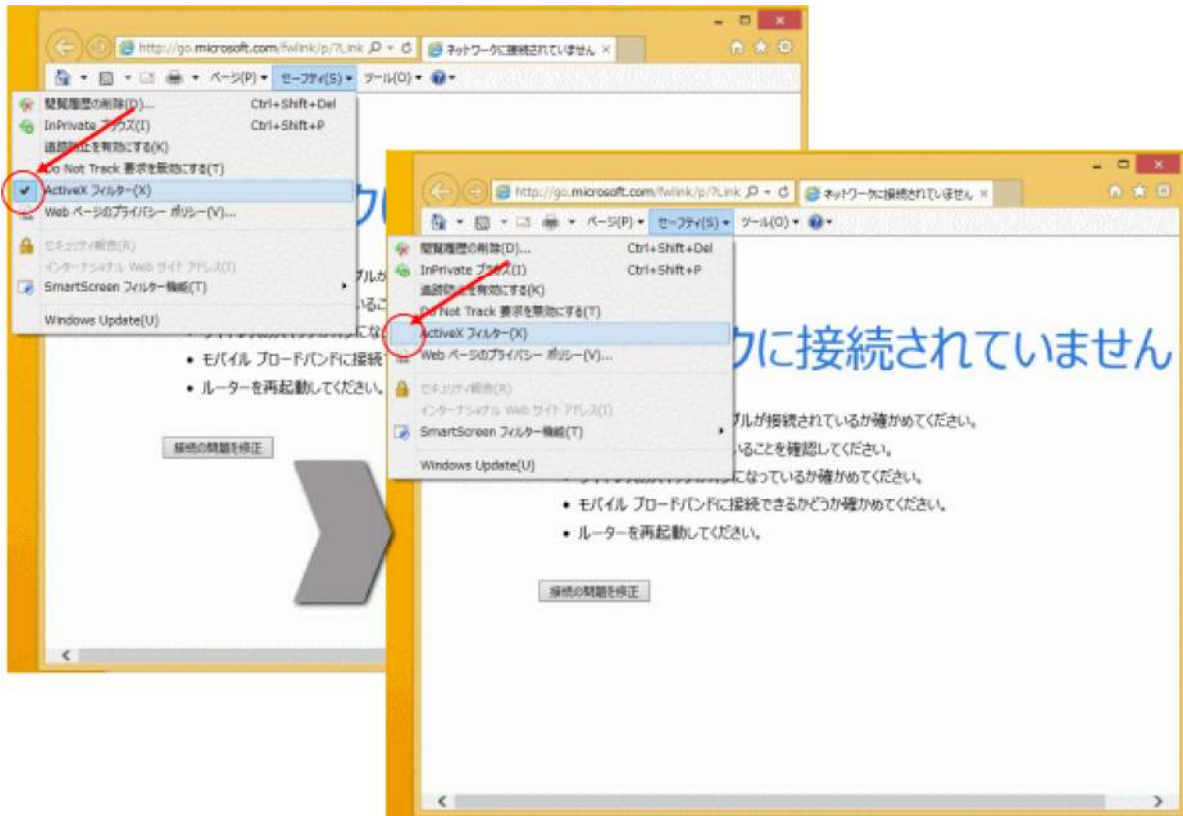 http://go.microsoft.com/fwlink/p/?Link
ネットワークに接続されていません
ページ(P)
セーフティ(S)
ツール(O)
閲覧履歴の削除(D)... Ctrl+Shift+Del
InPrivate ブラウズ(I) Ctrl+Shift+P
追跡防止を有効にする(K)
Do Not Track 要求を無効にする(T)
ActiveX フィルター(X)
Web ページのプライバシー ポリシー(V)...
セキュリティ報告(R)
インターナショナル Web サイト アドレス(I)
SmartScreen フィルター機能(T)
Windows Update(U)
• モバイル ブロードバンドに接続
• ルーターを再起動してください。
接続の問題を修正
http://go.microsoft.com/fwlink/p/?Link
ネットワークに接続されていません
ページ(P)
セーフティ(S)
ツール(O)
閲覧履歴の削除(D)... Ctrl+Shift+Del
InPrivate ブラウズ(I) Ctrl+Shift+P
追跡防止を有効にする(K)
Do Not Track 要求を無効にする(T)
ActiveX フィルター(X)
Web ページのプライバシー ポリシー(V)...
セキュリティ報告(R)
インターナショナル Web サイト アドレス(I)
SmartScreen フィルター機能(T)
Windows Update(U)
クに接続されていません
ブルが接続されているか確かめてください。
いることを確認してください。
になっているか確かめてください。
• モバイル ブロードバンドに接続できるかどうか確かめてください。
• ルーターを再起動してください。
接続の問題を修正